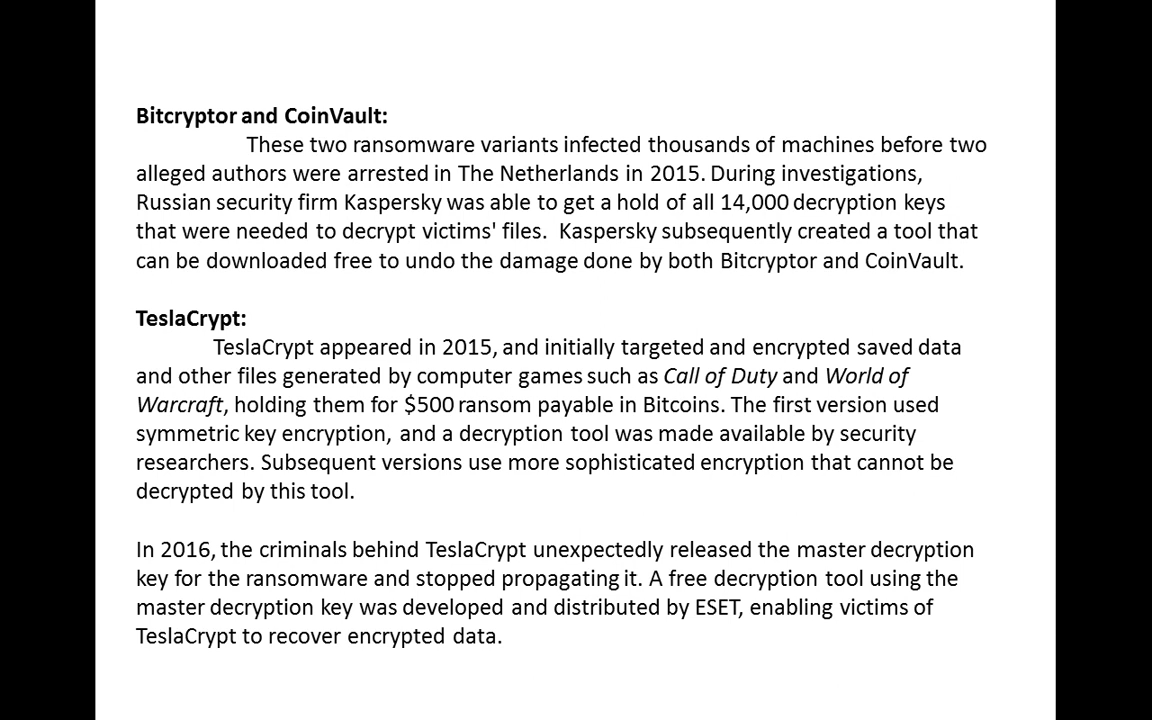 Bitcryptor and CoinVault:
These two ransomware variants infected thousands of machines before two
alleged authors were arrested in The Netherlands in 2015. During investigations,
Russian security firm Kaspersky was able to get a hold of all 14,000 decryption keys
that were needed to decrypt victims' files.  Kaspersky subsequently created a tool that
can be downloaded free to undo the damage done by both Bitcryptor and CoinVault.
TeslaCrypt:
TeslaCrypt appeared in 2015, and initially targeted and encrypted saved data
and other files generated by computer games such as Call of Duty and World of
Warcraft, holding them for $500 ransom payable in Bitcoins. The first version used
symmetric key encryption, and a decryption tool was made available by security
researchers. Subsequent versions use more sophisticated encryption that cannot be
decrypted by this tool.
In 2016, the criminals behind TeslaCrypt unexpectedly released the master decryption
key for the ransomware and stopped propagating it. A free decryption tool using the
master decryption key was developed and distributed by ESET, enabling victims of
TeslaCrypt to recover encrypted data.